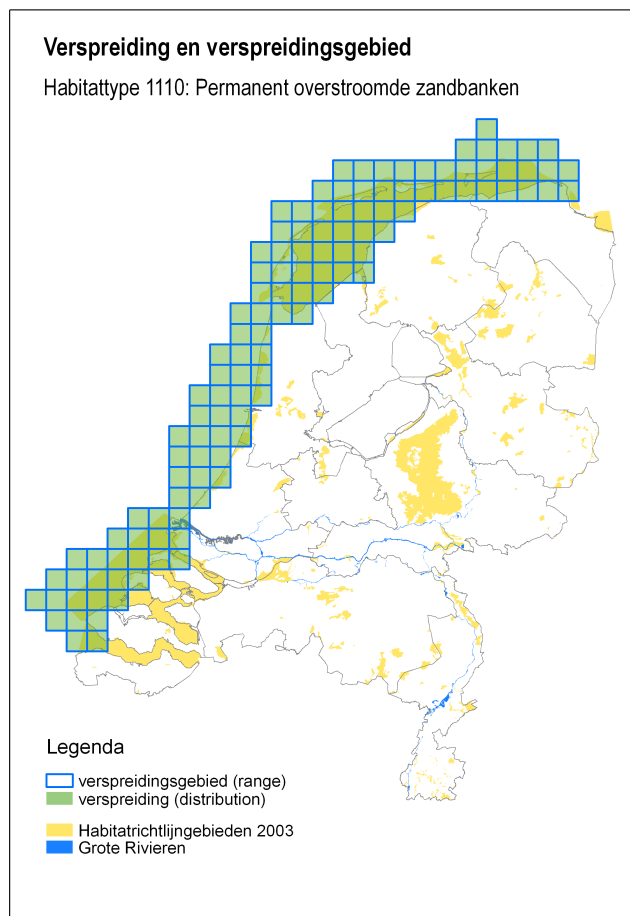 Verspreiding en verspreidingsgebied
Habitattype 1110: Permanent overstroomde zandbanken
Legenda
verspreidingsgebied (range)
verspreiding (distribution)
Habitatrichtlijngebieden 2003
Grote Rivieren